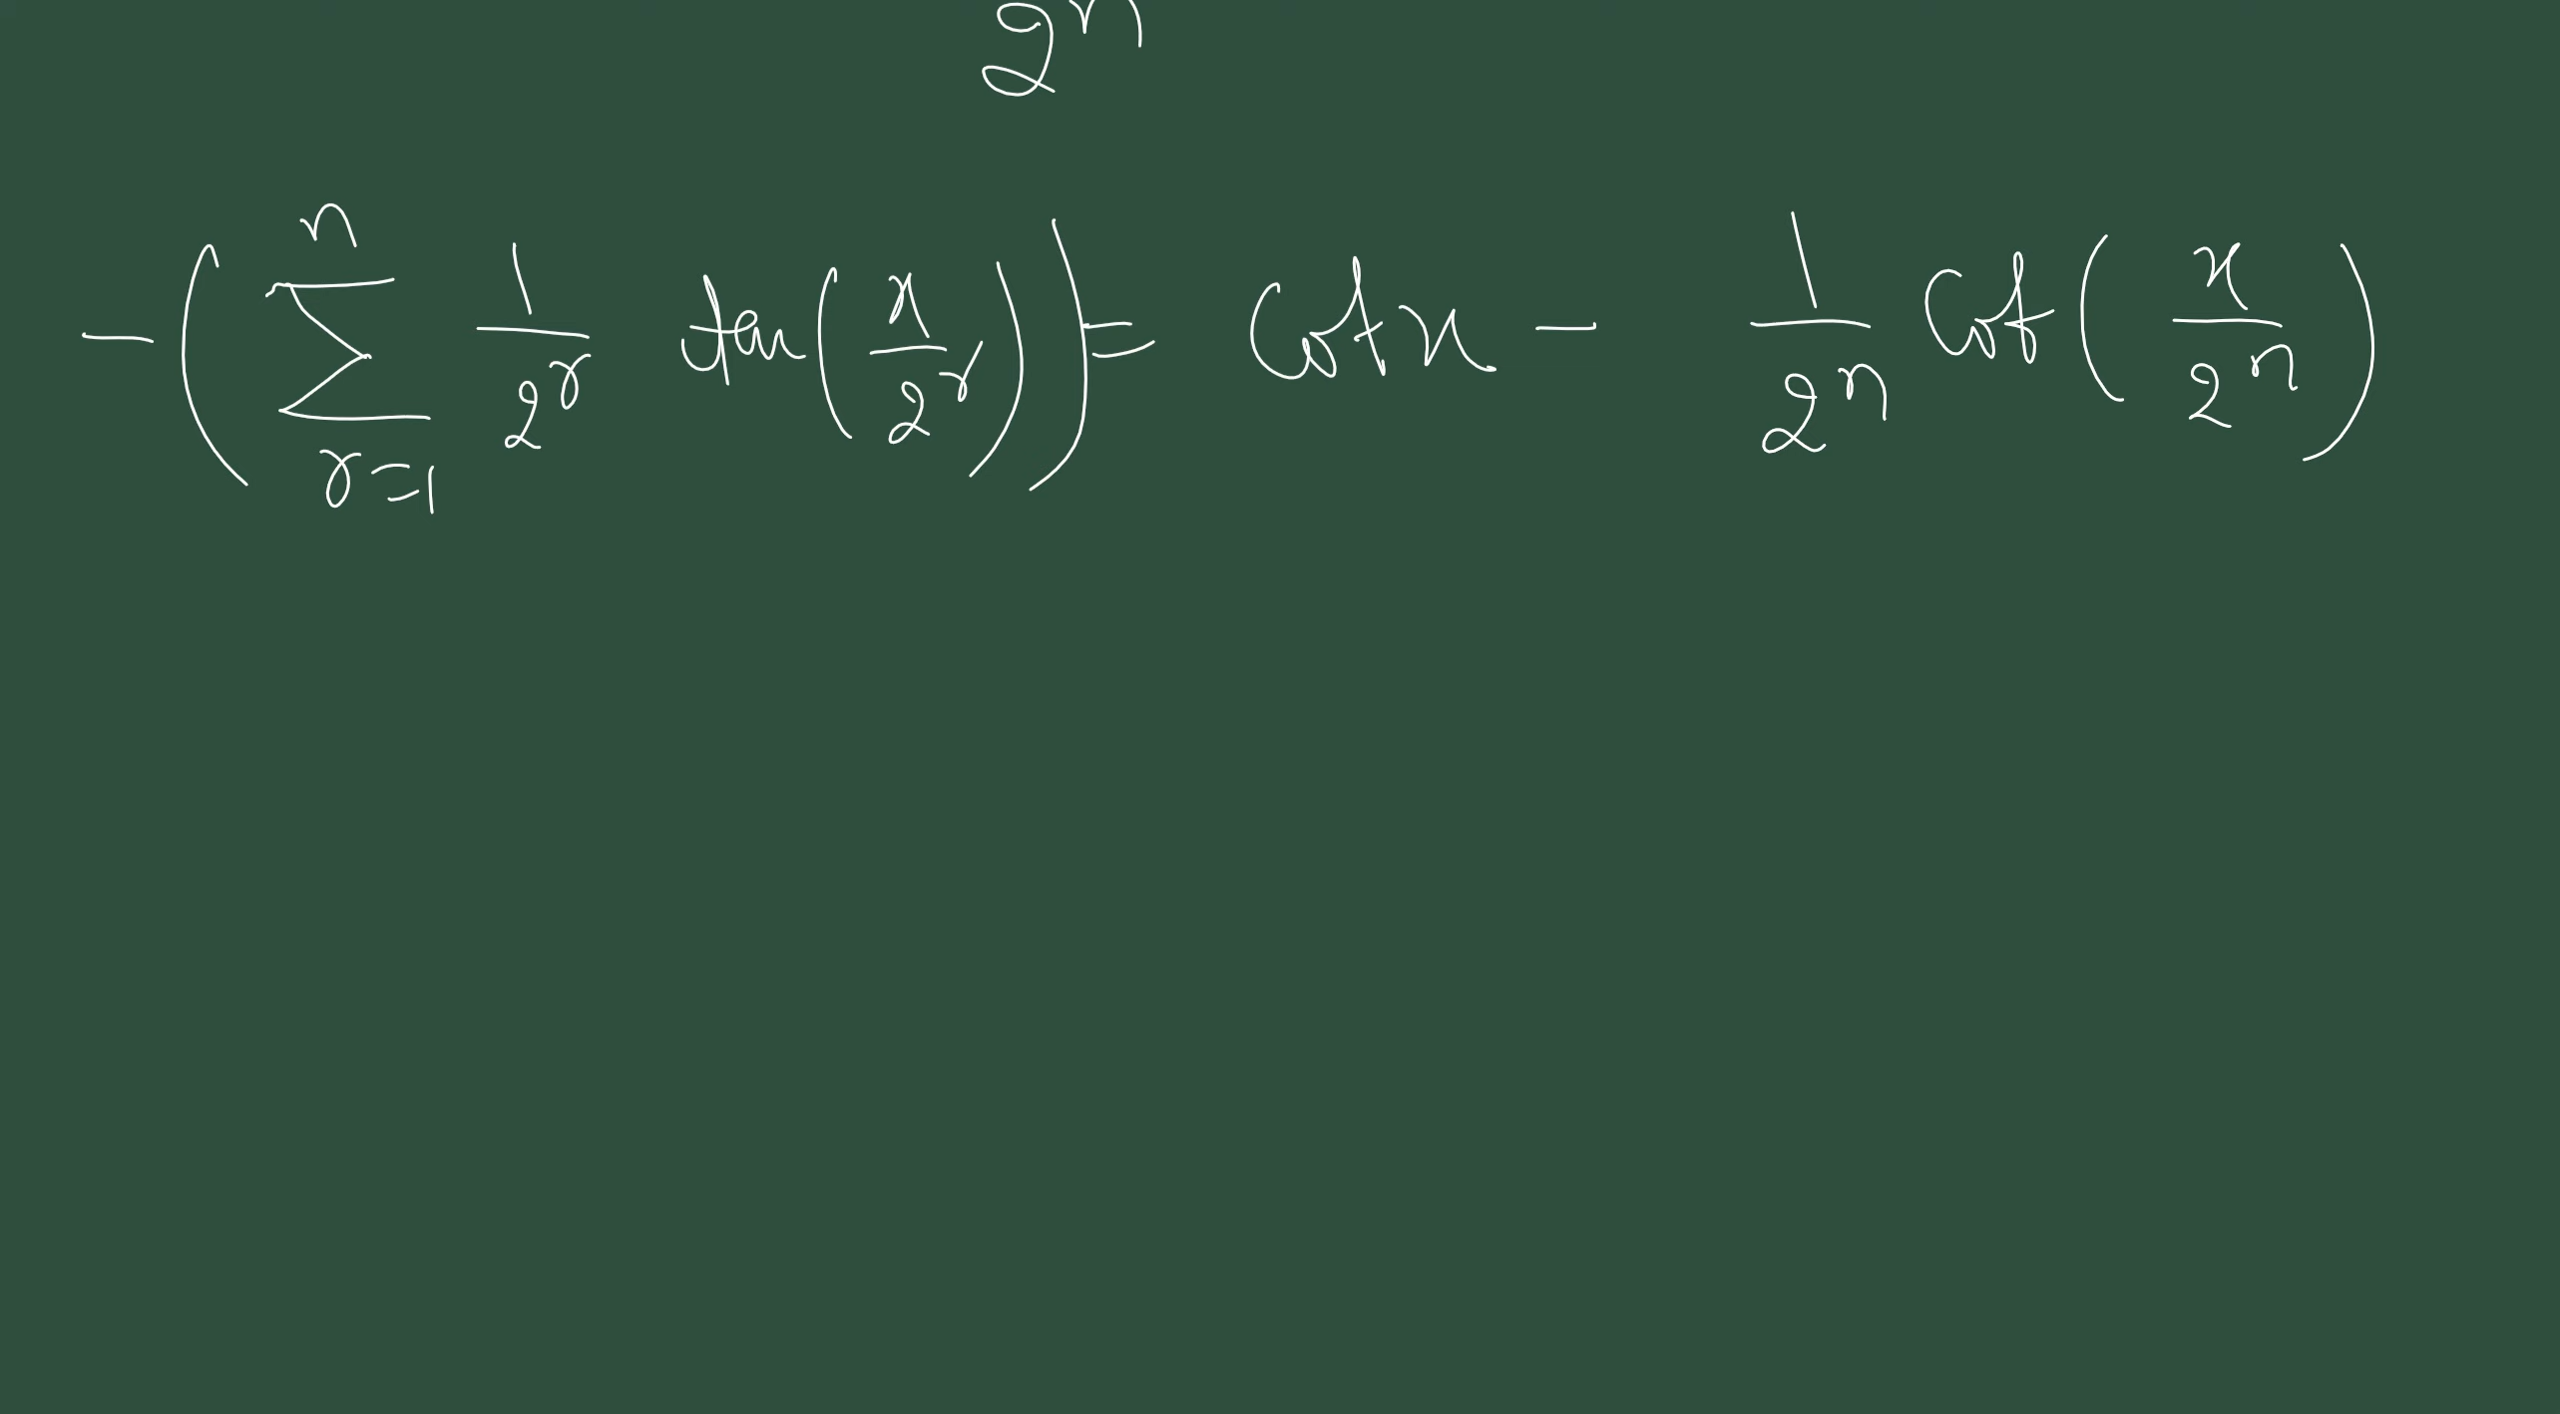 2^n
-(∑_{r=1}^{n} 1/2^r tan(x/2^r)) = Cot x - 1/2^n Cot(x/2^n)